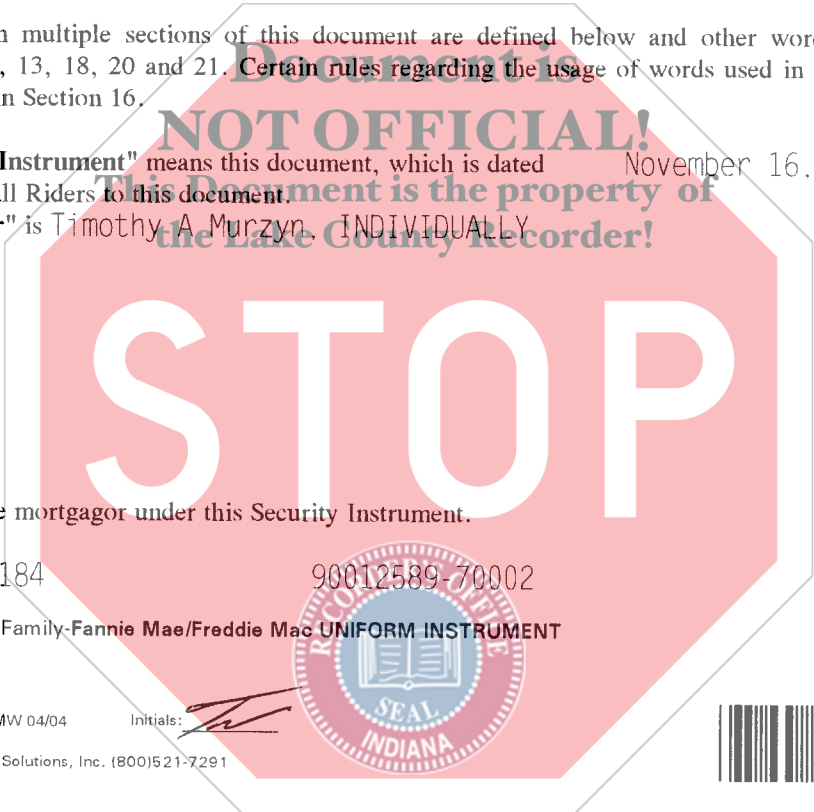 n multiple sections of this document are defined below and other wor
, 13, 18, 20 and 21. Certain rules regarding the usage of words used in
n Section 16.
Document is
NOT OFFICIAL!
This Document is the property of
the Lake County Recorder!
Instrument" means this document, which is dated November 16,
ll Riders to this document.
r" is Timothy A Murzyn, INDIVIDUALLY
STOP
e mortgagor under this Security Instrument.
184 90012589-70002
Family-Fannie Mae/Freddie Mac UNIFORM INSTRUMENT
RECORDER'S OFFICE
SEAL
INDIANA
MW 04/04 Initials:
Solutions, Inc. (800)521-7291